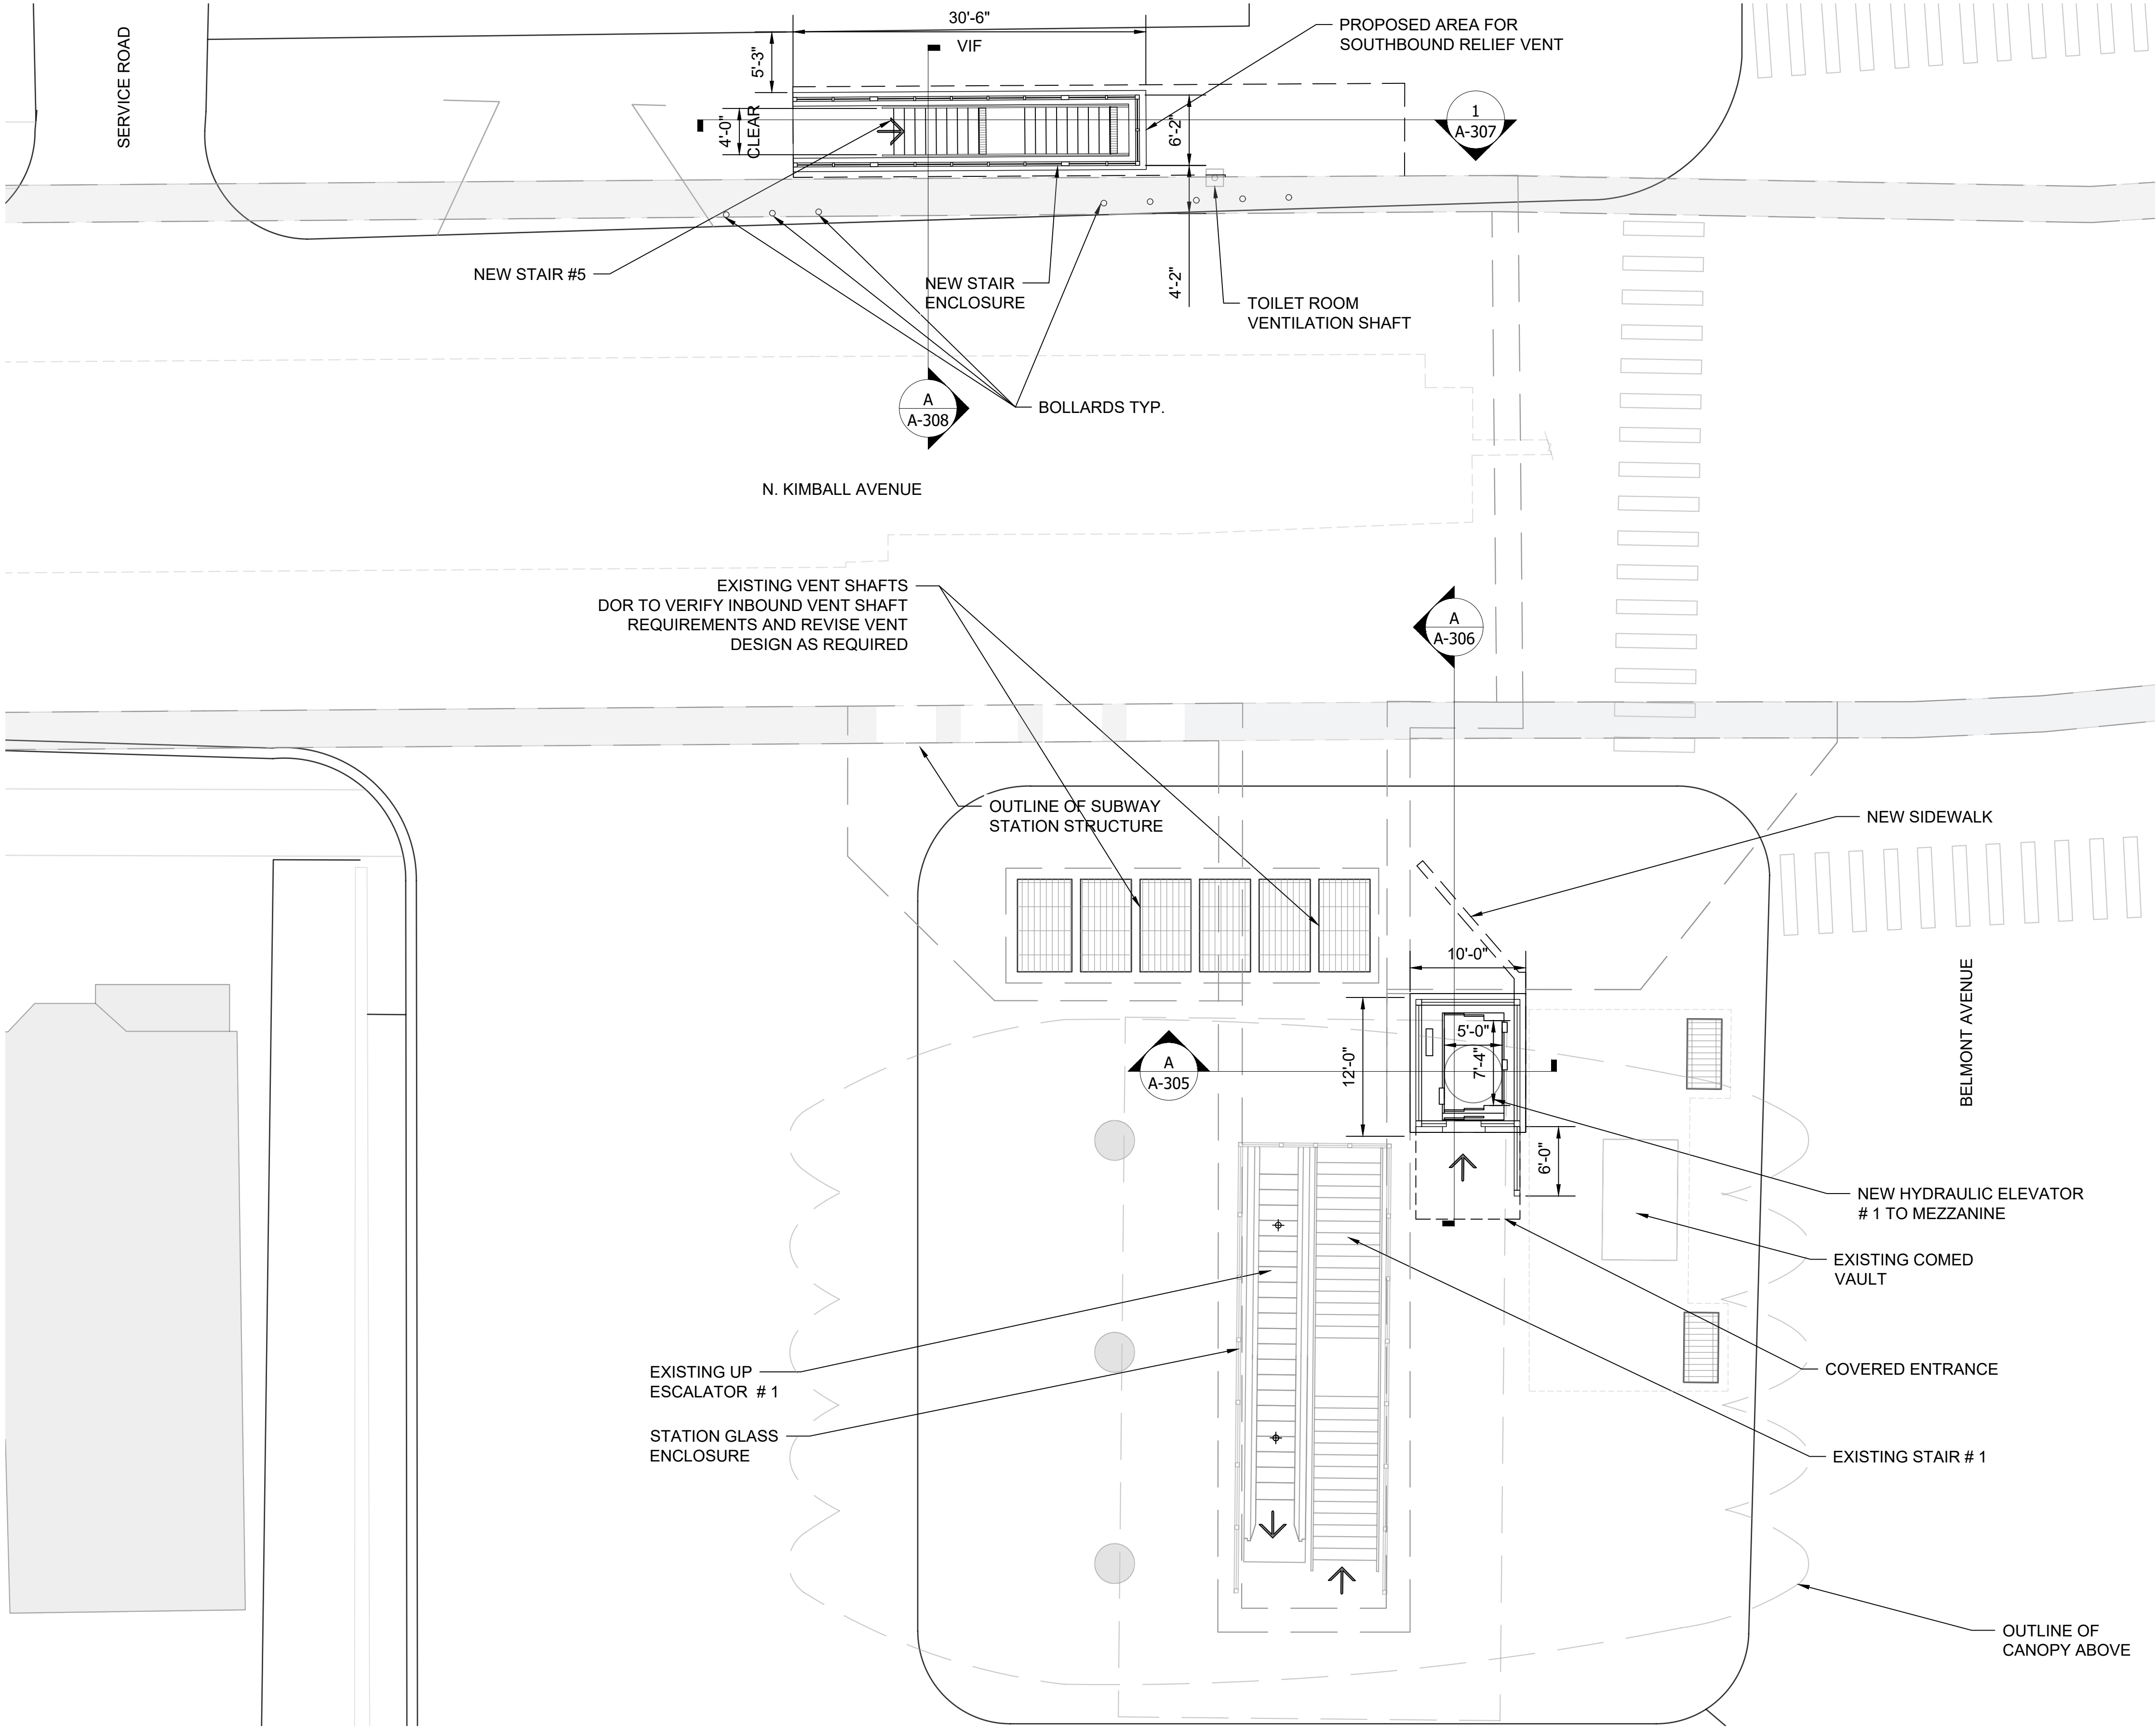 30'-6"
VIF
PROPOSED AREA FOR
SOUTHBOUND RELIEF VENT
SERVICE ROAD
5'-3"
4'-0"
CLEAR
6'-2"
1
A-307
NEW STAIR #5
NEW STAIR
ENCLOSURE
4'-2"
TOILET ROOM
VENTILATION SHAFT
A
A-308
BOLLARDS TYP.
N. KIMBALL AVENUE
EXISTING VENT SHAFTS
DOR TO VERIFY INBOUND VENT SHAFT
REQUIREMENTS AND REVISE VENT
DESIGN AS REQUIRED
A
A-306
OUTLINE OF SUBWAY
STATION STRUCTURE
NEW SIDEWALK
10'-0"
BELMONT AVENUE
5'-0"
7'-4"
12'-0"
A
A-305
6'-0"
NEW HYDRAULIC ELEVATOR
# 1 TO MEZZANINE
EXISTING COMED
VAULT
EXISTING UP
ESCALATOR # 1
COVERED ENTRANCE
STATION GLASS
ENCLOSURE
EXISTING STAIR # 1
OUTLINE OF
CANOPY ABOVE